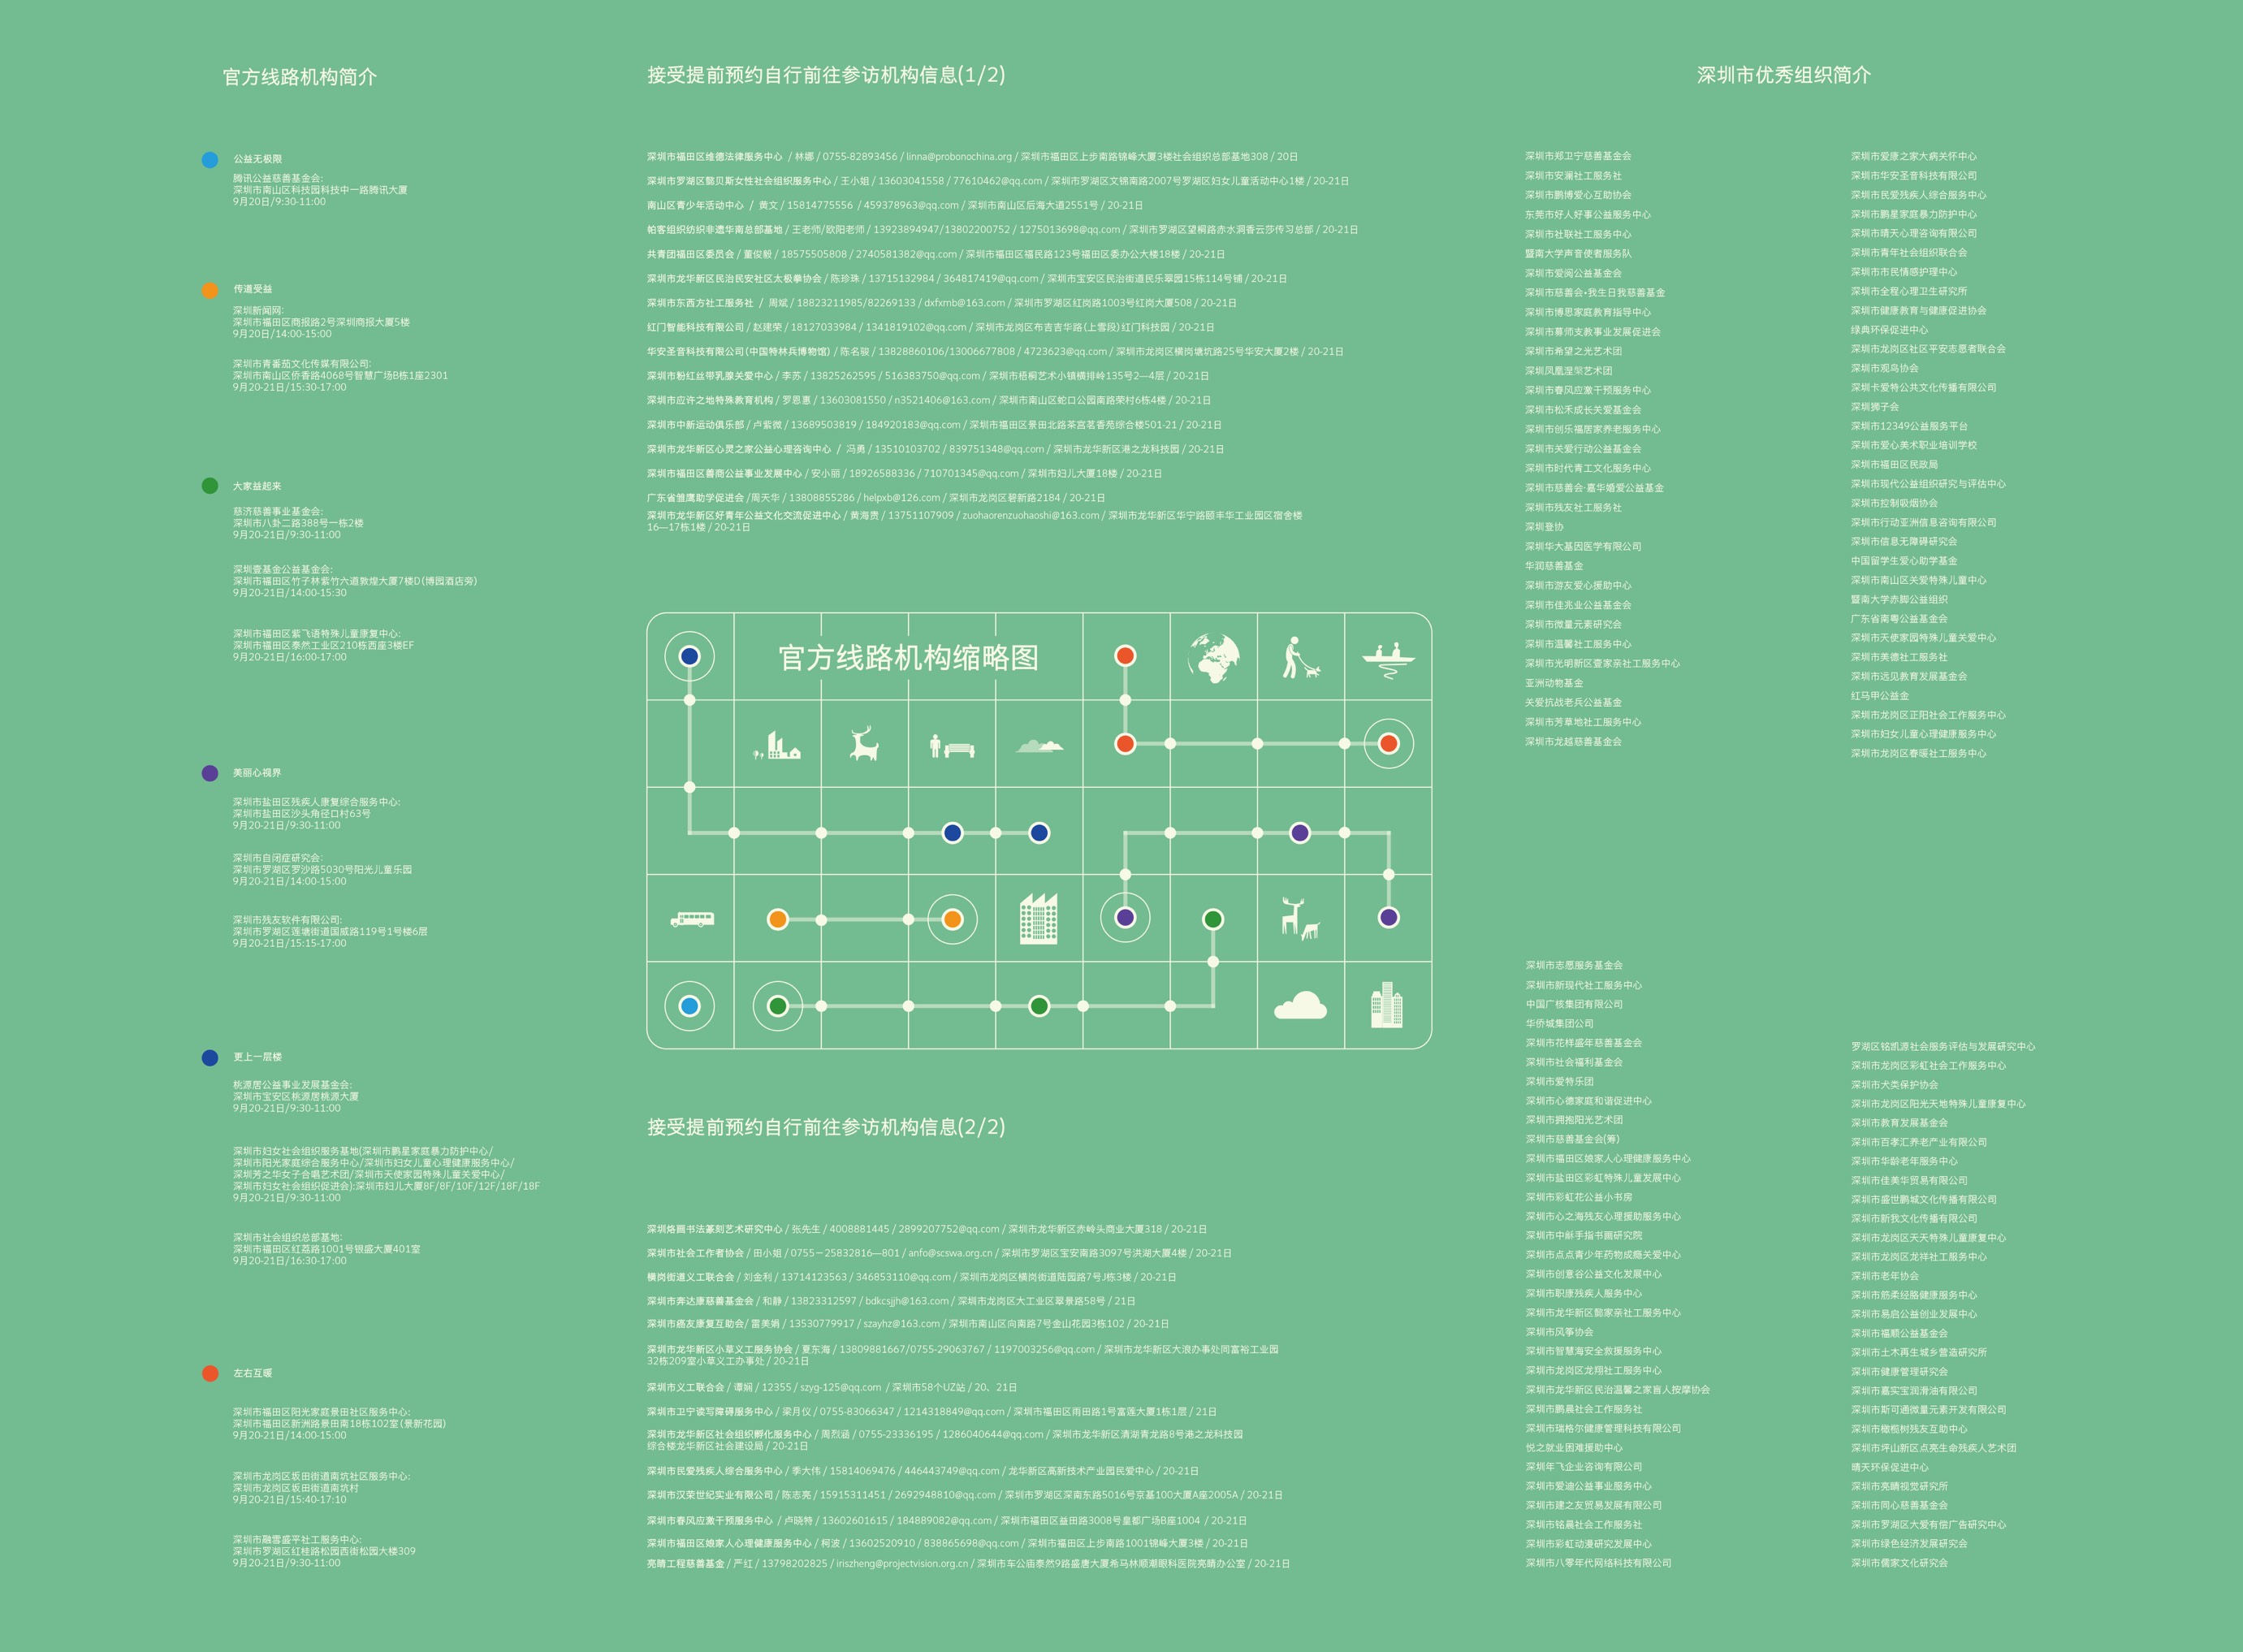 官方线路机构简介
公益无极限
腾讯公益慈善基金会:
深圳市南山区科技园科技中一路腾讯大厦
9月20日/9:30-11:00
传道受益
深圳新闻网:
深圳市福田区商报路2号深圳商报大厦5楼
9月20日/14:00-15:00
深圳市青番茄文化传媒有限公司:
深圳市南山区侨香路4068号智慧广场B栋1座2301
9月20-21日/15:30-17:00
大家益起来
慈济慈善事业基金会:
深圳市八卦二路388号一栋2楼
9月20-21日/9:30-11:00
深圳壹基金公益基金会:
深圳市福田区竹子林紫竹六道敦煌大厦7楼D(博园酒店旁)
9月20-21日/14:00-15:30
深圳市福田区紫飞语特殊儿童康复中心:
深圳市福田区泰然工业区210栋西座3楼EF
9月20-21日/16:00-17:00
美丽心视界
深圳市盐田区残疾人康复综合服务中心:
深圳市盐田区沙头角径口村63号
9月20-21日/9:30-11:00
深圳市自闭症研究会:
深圳市罗湖区罗沙路5030号阳光儿童乐园
9月20-21日/14:00-15:00
深圳市残友软件有限公司:
深圳市罗湖区莲塘街道国威路119号1号楼6层
9月20-21日/15:15-17:00
更上一层楼
桃源居公益事业发展基金会:
深圳市宝安区桃源居桃源大厦
9月20-21日/9:30-11:00
深圳市妇女社会组织服务基地(深圳市鹏星家庭暴力防护中心/
深圳市阳光家庭综合服务中心/深圳市妇女儿童心理健康服务中心/
深圳芳之华女子合唱艺术团/深圳市天使家园特殊儿童关爱中心/
深圳市妇女社会组织促进会):深圳市妇儿大厦8F/8F/10F/12F/18F/18F
9月20-21日/9:30-11:00
深圳市社会组织总部基地:
深圳市福田区红荔路1001号银盛大厦401室
9月20-21日/16:30-17:00
左右互暖
深圳市福田区阳光家庭景田社区服务中心:
深圳市福田区新洲路景田南18栋102室(景新花园)
9月20-21日/14:00-15:00
深圳市龙岗区坂田街道南坑社区服务中心:
深圳市龙岗区坂田街道南坑村
9月20-21日/15:40-17:10
深圳市融雪盛平社工服务中心:
深圳市罗湖区红桂路松园西街松园大楼309
9月20-21日/9:30-11:00
接受提前预约自行前往参访机构信息(1/2)
深圳市福田区维德法律服务中心 / 林娜 / 0755-82893456 / linna@probonochina.org / 深圳市福田区上步南路锦峰大厦3楼社会组织总部基地308 / 20日
深圳市罗湖区懿贝斯女性社会组织服务中心 / 王小姐 / 13603041558 / 77610462@qq.com / 深圳市罗湖区文锦南路2007号罗湖区妇女儿童活动中心1楼 / 20-21日
南山区青少年活动中心 / 黄文 / 15814775556 / 459378963@qq.com / 深圳市南山区后海大道2551号 / 20-21日
帕客组织纺织非遗华南总部基地 / 王老师/欧阳老师 / 13923894947/13802200752 / 1275013698@qq.com / 深圳市罗湖区望桐路赤水洞香云莎传习总部 / 20-21日
共青团福田区委员会 / 董俊毅 / 18575505808 / 2740581382@qq.com / 深圳市福田区福民路123号福田区委办公大楼18楼 / 20-21日
深圳市龙华新区民治民安社区太极拳协会 / 陈珍珠 / 13715132984 / 364817419@qq.com / 深圳市宝安区民治街道民乐翠园15栋114号铺 / 20-21日
深圳市东西方社工服务社 / 周斌 / 18823211985/82269133 / dxfxmb@163.com / 深圳市罗湖区红岗路1003号红岗大厦508 / 20-21日
红门智能科技有限公司 / 赵建荣 / 18127033984 / 1341819102@qq.com / 深圳市龙岗区布吉吉华路(上雪段)红门科技园 / 20-21日
华安圣音科技有限公司(中国特林兵博物馆) / 陈名骏 / 13828860106/13006677808 / 4723623@qq.com / 深圳市龙岗区横岗塘坑路25号华安大厦2楼 / 20-21日
深圳市粉红丝带乳腺关爱中心 / 李苏 / 13825262595 / 516383750@qq.com / 深圳市梧桐艺术小镇横排岭135号2—4层 / 20-21日
深圳市应许之地特殊教育机构 / 罗恩惠 / 13603081550 / n3521406@163.com / 深圳市南山区蛇口公园南路荣村6栋4楼 / 20-21日
深圳市中新运动俱乐部 / 卢紫微 / 13689503819 / 184920183@qq.com / 深圳市福田区景田北路茶宫茗香苑综合楼501-21 / 20-21日
深圳市龙华新区心灵之家公益心理咨询中心 / 冯勇 / 13510103702 / 839751348@qq.com / 深圳市龙华新区港之龙科技园 / 20-21日
深圳市福田区善商公益事业发展中心 / 安小丽 / 18926588336 / 710701345@qq.com / 深圳市妇儿大厦18楼 / 20-21日
广东省雏鹰助学促进会 /周天华 / 13808855286 / helpxb@126.com / 深圳市龙岗区碧新路2184 / 20-21日
深圳市龙华新区好青年公益文化交流促进中心 / 黄海贵 / 13751107909 / zuohaorenzuohaoshi@163.com / 深圳市龙华新区华宁路颐丰华工业园区宿舍楼
16—17栋1楼 / 20-21日
官方线路机构缩略图
接受提前预约自行前往参访机构信息(2/2)
深圳烙画书法篆刻艺术研究中心 / 张先生 / 4008881445 / 2899207752@qq.com / 深圳市龙华新区赤岭头商业大厦318 / 20-21日
深圳市社会工作者协会 / 田小姐 / 0755－25832816—801 / anfo@scswa.org.cn / 深圳市罗湖区宝安南路3097号洪湖大厦4楼 / 20-21日
横岗街道义工联合会 / 刘金利 / 13714123563 / 346853110@qq.com / 深圳市龙岗区横岗街道陆园路7号J栋3楼 / 20-21日
深圳市奔达康慈善基金会 / 和静 / 13823312597 / bdkcsjjh@163.com / 深圳市龙岗区大工业区翠景路58号 / 21日
深圳市癌友康复互助会/ 雷美娟 / 13530779917 / szayhz@163.com / 深圳市南山区向南路7号金山花园3栋102 / 20-21日
深圳市龙华新区小草义工服务协会 / 夏东海 / 13809881667/0755-29063767 / 1197003256@qq.com / 深圳市龙华新区大浪办事处同富裕工业园
32栋209室小草义工办事处 / 20-21日
深圳市义工联合会 / 谭娴 / 12355 / szyg-125@qq.com / 深圳市58个UZ站 / 20、21日
深圳市卫宁读写障碍服务中心 / 梁月仪 / 0755-83066347 / 1214318849@qq.com / 深圳市福田区雨田路1号富莲大厦1栋1层 / 21日
深圳市龙华新区社会组织孵化服务中心 / 周烈涵 / 0755-23336195 / 1286040644@qq.com / 深圳市龙华新区清湖青龙路8号港之龙科技园
综合楼龙华新区社会建设局 / 20-21日
深圳市民爱残疾人综合服务中心 / 季大伟 / 15814069476 / 446443749@qq.com / 龙华新区高新技术产业园民爱中心 / 20-21日
深圳市汉荣世纪实业有限公司 / 陈志亮 / 15915311451 / 2692948810@qq.com / 深圳市罗湖区深南东路5016号京基100大厦A座2005A / 20-21日
深圳市春风应激干预服务中心 / 卢晓特 / 13602601615 / 184889082@qq.com / 深圳市福田区益田路3008号皇都广场B座1004 / 20-21日
深圳市福田区娘家人心理健康服务中心 / 柯波 / 13602520910 / 838865698@qq.com / 深圳市福田区上步南路1001锦峰大厦3楼 / 20-21日
亮睛工程慈善基金 / 严红 / 13798202825 / iriszheng@projectvision.org.cn / 深圳市车公庙泰然9路盛唐大厦希马林顺潮眼科医院亮睛办公室 / 20-21日
深圳市优秀组织简介
深圳市郑卫宁慈善基金会
深圳市安澜社工服务社
深圳市鹏博爱心互助协会
东莞市好人好事公益服务中心
深圳市社联社工服务中心
暨南大学声音使者服务队
深圳市爱阅公益基金会
深圳市慈善会•我生日我慈善基金
深圳市博思家庭教育指导中心
深圳市募师支教事业发展促进会
深圳市希望之光艺术团
深圳凤凰涅槃艺术团
深圳市春风应激干预服务中心
深圳市松禾成长关爱基金会
深圳市创乐福居家养老服务中心
深圳市关爱行动公益基金会
深圳市时代青工文化服务中心
深圳市慈善会·嘉华婚爱公益基金
深圳市残友社工服务社
深圳登协
深圳华大基因医学有限公司
华润慈善基金
深圳市游友爱心援助中心
深圳市佳兆业公益基金会
深圳市微量元素研究会
深圳市温馨社工服务中心
深圳市光明新区壹家亲社工服务中心
亚洲动物基金
关爱抗战老兵公益基金
深圳市芳草地社工服务中心
深圳市龙越慈善基金会
深圳市志愿服务基金会
深圳市新现代社工服务中心
中国广核集团有限公司
华侨城集团公司
深圳市花样盛年慈善基金会
深圳市社会福利基金会
深圳市爱特乐团
深圳市心德家庭和谐促进中心
深圳市拥抱阳光艺术团
深圳市慈善基金会(筹)
深圳市福田区娘家人心理健康服务中心
深圳市盐田区彩虹特殊儿童发展中心
深圳市彩虹花公益小书房
深圳市心之海残友心理援助服务中心
深圳市中龢手指书画研究院
深圳市点点青少年药物成瘾关爱中心
深圳市创意谷公益文化发展中心
深圳市职康残疾人服务中心
深圳市龙华新区懿家亲社工服务中心
深圳市风筝协会
深圳市智慧海安全救援服务中心
深圳市龙岗区龙翔社工服务中心
深圳市龙华新区民治温馨之家盲人按摩协会
深圳市鹏晨社会工作服务社
深圳市瑞格尔健康管理科技有限公司
悦之就业困难援助中心
深圳年飞企业咨询有限公司
深圳市爱迪公益事业服务中心
深圳市建之友贸易发展有限公司
深圳市铭晨社会工作服务社
深圳市彩虹动漫研究发展中心
深圳市八零年代网络科技有限公司
深圳市爱康之家大病关怀中心
深圳市华安圣音科技有限公司
深圳市民爱残疾人综合服务中心
深圳市鹏星家庭暴力防护中心
深圳市晴天心理咨询有限公司
深圳市青年社会组织联合会
深圳市市民情感护理中心
深圳市全程心理卫生研究所
深圳市健康教育与健康促进协会
绿典环保促进中心
深圳市龙岗区社区平安志愿者联合会
深圳市观鸟协会
深圳卡爱特公共文化传播有限公司
深圳狮子会
深圳市12349公益服务平台
深圳市爱心美术职业培训学校
深圳市福田区民政局
深圳市现代公益组织研究与评估中心
深圳市控制吸烟协会
深圳市行动亚洲信息咨询有限公司
深圳市信息无障碍研究会
中国留学生爱心助学基金
深圳市南山区关爱特殊儿童中心
暨南大学赤脚公益组织
广东省南粤公益基金会
深圳市天使家园特殊儿童关爱中心
深圳市美德社工服务社
深圳市远见教育发展基金会
红马甲公益金
深圳市龙岗区正阳社会工作服务中心
深圳市妇女儿童心理健康服务中心
深圳市龙岗区春暖社工服务中心
罗湖区铭凯源社会服务评估与发展研究中心
深圳市龙岗区彩虹社会工作服务中心
深圳市犬类保护协会
深圳市龙岗区阳光天地特殊儿童康复中心
深圳市教育发展基金会
深圳市百孝汇养老产业有限公司
深圳市华龄老年服务中心
深圳市佳美华贸易有限公司
深圳市盛世鹏城文化传播有限公司
深圳市新我文化传播有限公司
深圳市龙岗区天天特殊儿童康复中心
深圳市龙岗区龙祥社工服务中心
深圳市老年协会
深圳市筋柔经胳健康服务中心
深圳市易启公益创业发展中心
深圳市福顺公益基金会
深圳市土木再生城乡营造研究所
深圳市健康管理研究会
深圳市嘉实宝润滑油有限公司
深圳市斯可通微量元素开发有限公司
深圳市橄榄树残友互助中心
深圳市坪山新区点亮生命残疾人艺术团
晴天环保促进中心
深圳市亮睛视觉研究所
深圳市同心慈善基金会
深圳市罗湖区大爱有偿广告研究中心
深圳市绿色经济发展研究会
深圳市儒家文化研究会